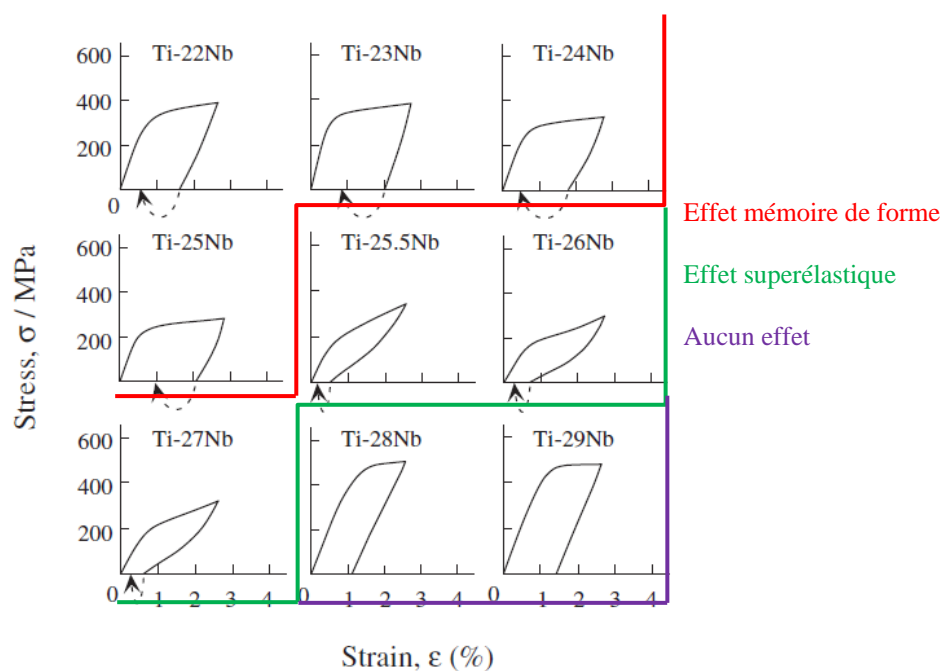 Ti-22Nb Ti-23Nb Ti-24Nb
600
400
200
0
Effet mémoire de forme
Ti-25Nb Ti-25.5Nb Ti-26Nb
600
400
200
Effet superélastique
Aucun effet
Stress, σ / MPa
Ti-27Nb Ti-28Nb Ti-29Nb
600
400
200
0 1 2 3 4 0 1 2 3 4 0 1 2 3 4
Strain, ε (%)